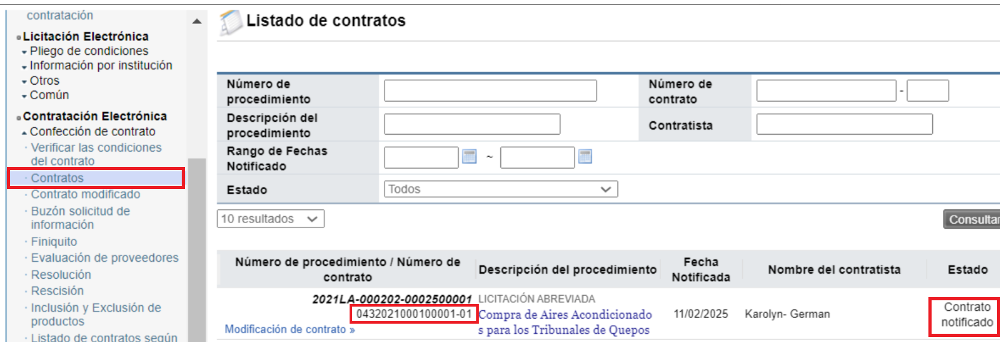 contratación
Licitación Electrónica
Pliego de condiciones
Información por institución
Otros
Común
Contratación Electrónica
Confección de contrato
Verificar las condiciones
del contrato
Contratos
Contrato modificado
Buzón solicitud de
información
Finiquito
Evaluación de proveedores
Resolución
Rescisión
Inclusión y Exclusión de
productos
Listado de contratos según
Listado de contratos
Número de
procedimiento
Número de
contrato
-
Descripción del
procedimiento
Contratista
Rango de Fechas
Notificado
~
Estado
Todos
10 resultados
Consultar
Número de procedimiento / Número de
contrato
Descripción del procedimiento
Fecha
Notificada
Nombre del contratista
Estado
2021LA-000202-0002500001
0432021000100001-01
Modificación de contrato »
LICITACIÓN ABREVIADA
Compra de Aires Acondicionado
s para los Tribunales de Quepos
11/02/2025
Karolyn- German
Contrato
notificado